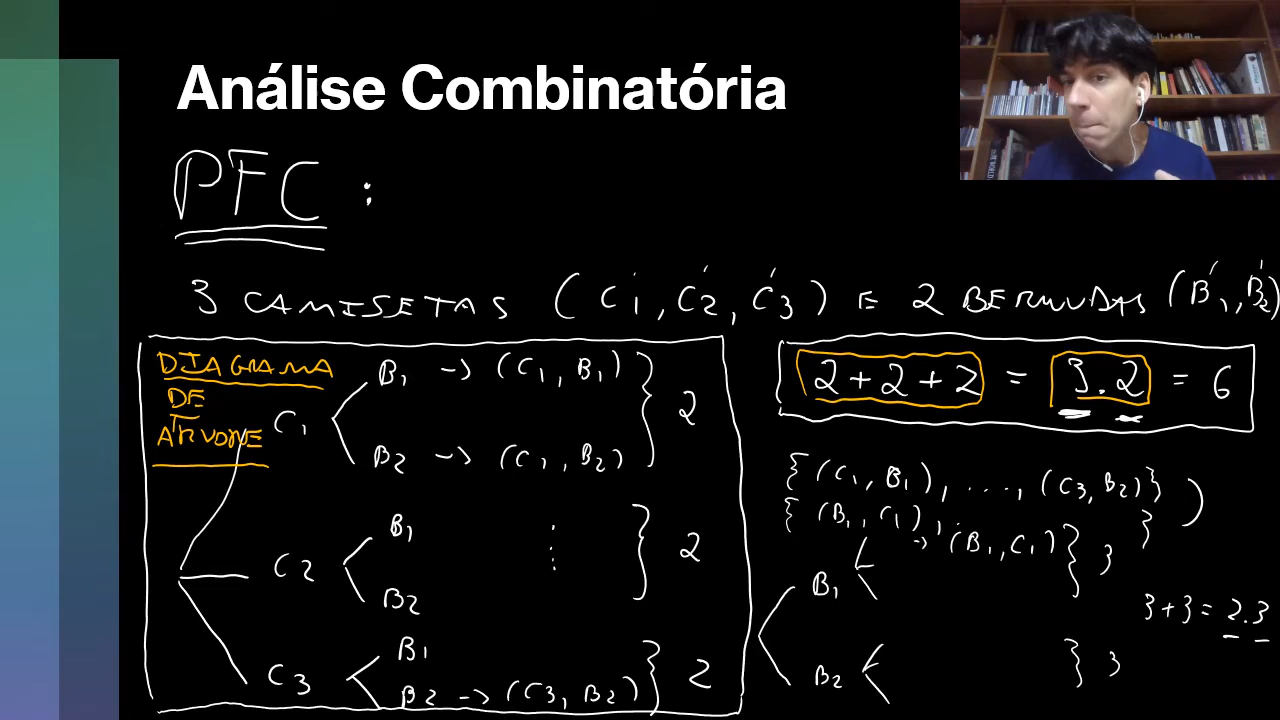 Análise Combinatória
PFC :
3 CAMISETAS (C1, C2, C3) E 2 BERMUDAS (B1, B2)
DIAGRAMA
DE
ÁRVORE
C1
B1 -> (C1, B1)
2
B2 -> (C1, B2)
C2
B1
2
B2
C3
B1
2
B2 -> (C3, B2)
2 + 2 + 2 = 3 . 2 = 6
{(C1, B1), ...., (C3, B2)}
{(B1, C1), .. }
B1
-> (B1, C1)
3
B2
3
3 + 3 = 2 . 3